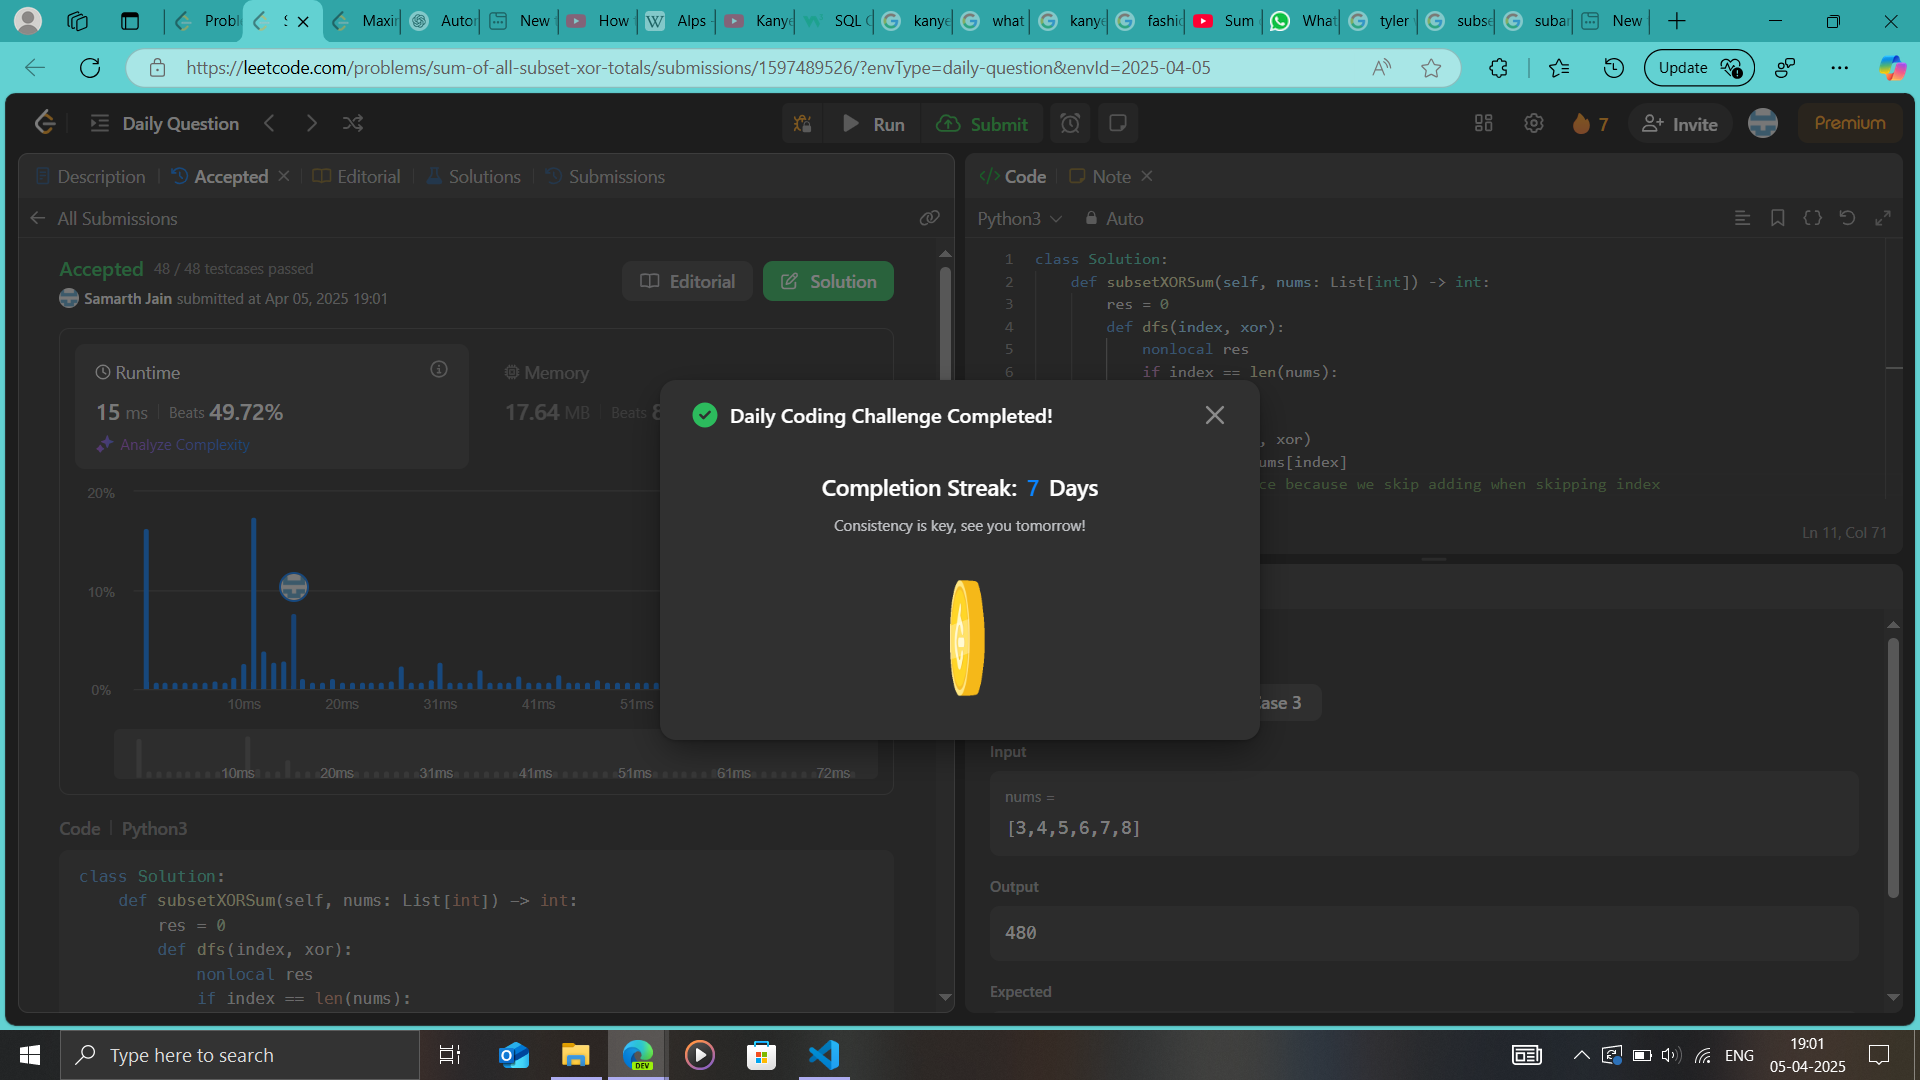 Probl
S
Maxir
Autor
New
How
Alps
Kanye
SQL
kanye
what
kanye
fashic
Sum
What
tyler
subse
subar
New
https://leetcode.com/problems/sum-of-all-subset-xor-totals/submissions/1597489526/?envType=daily-question&envId=2025-04-05
Update
Daily Question
Run
Submit
7
Invite
Premium
Description
Accepted
Editorial
Solutions
Submissions
All Submissions
Accepted 48 / 48 testcases passed
Samarth Jain submitted at Apr 05, 2025 19:01
Editorial
Solution
Runtime
15 ms Beats 49.72%
Analyze Complexity
Memory
17.64 MB Beats 8
20%
10%
0%
10ms 20ms 31ms 41ms 51ms
10ms 20ms 31ms 41ms 51ms 61ms 72ms
Code Python3
class Solution:
def subsetXORSum(self, nums: List[int]) -> int:
res = 0
def dfs(index, xor):
nonlocal res
if index == len(nums):
</> Code
Note
Python3
Auto
1 class Solution:
2 def subsetXORSum(self, nums: List[int]) -> int:
3 res = 0
4 def dfs(index, xor):
5 nonlocal res
6 if index == len(nums):
, xor)
ums[index]
ce because we skip adding when skipping index
Ln 11, Col 71
Daily Coding Challenge Completed!
Completion Streak: 7 Days
Consistency is key, see you tomorrow!
Case 3
Input
nums =
[3,4,5,6,7,8]
Output
480
Expected
Type here to search
DEV
ENG
19:01
05-04-2025